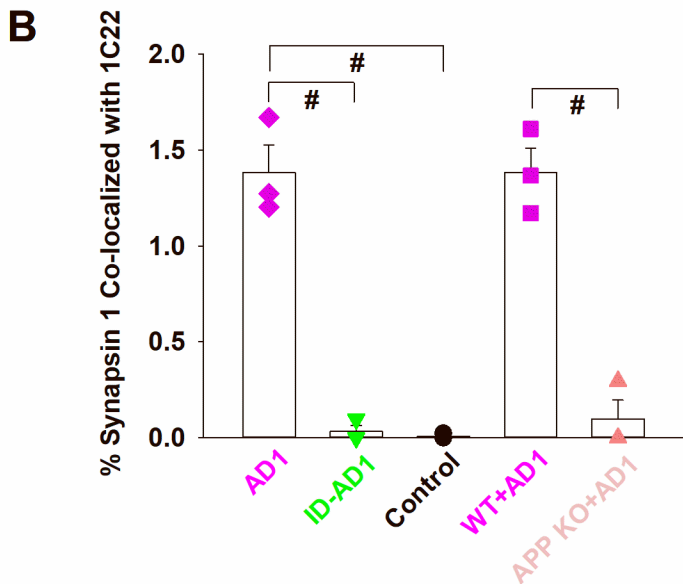 B
% Synapsin 1 Co-localized with 1C22
2.0
1.5
1.0
0.5
0.0
#
#
#
AD1
ID-AD1
Control
WT+AD1
APP KO+AD1